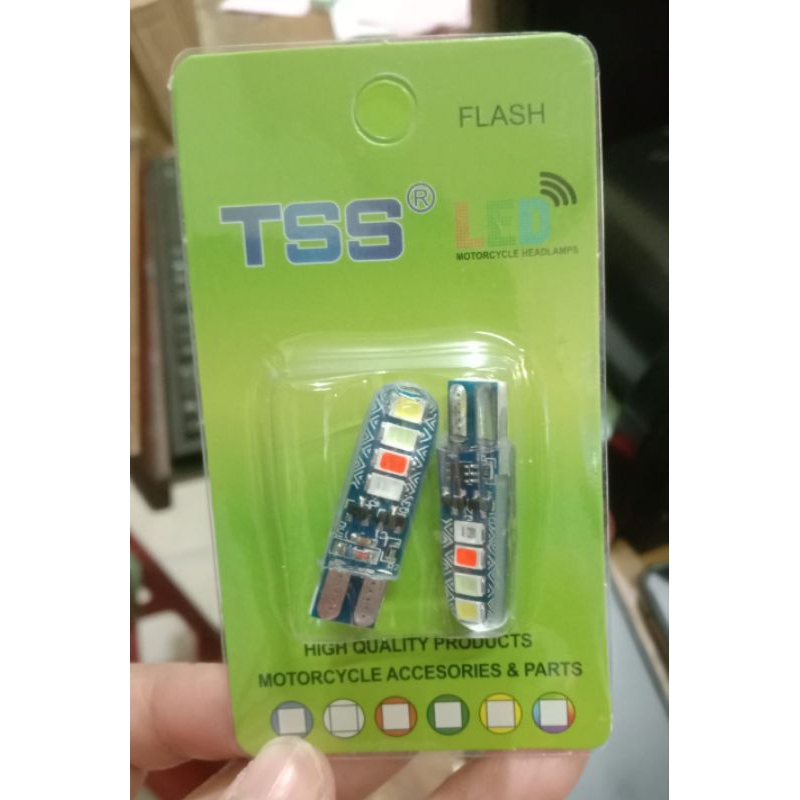 FLASH
TSS®
LED
MOTORCYCLE HEADLAMPS
HIGH QUALITY PRODUCTS
MOTORCYCLE ACCESORIES & PARTS